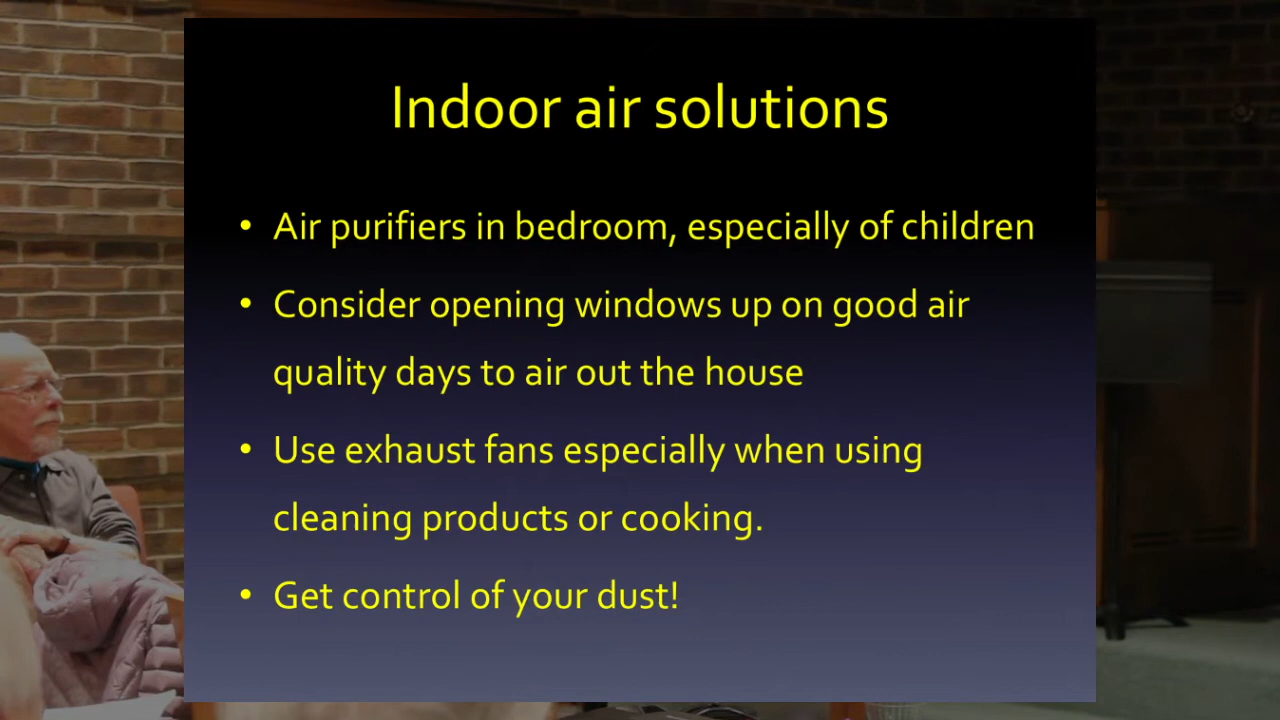 Indoor air solutions
• Air purifiers in bedroom, especially of children
• Consider opening windows up on good air
quality days to air out the house
• Use exhaust fans especially when using
cleaning products or cooking.
• Get control of your dust!